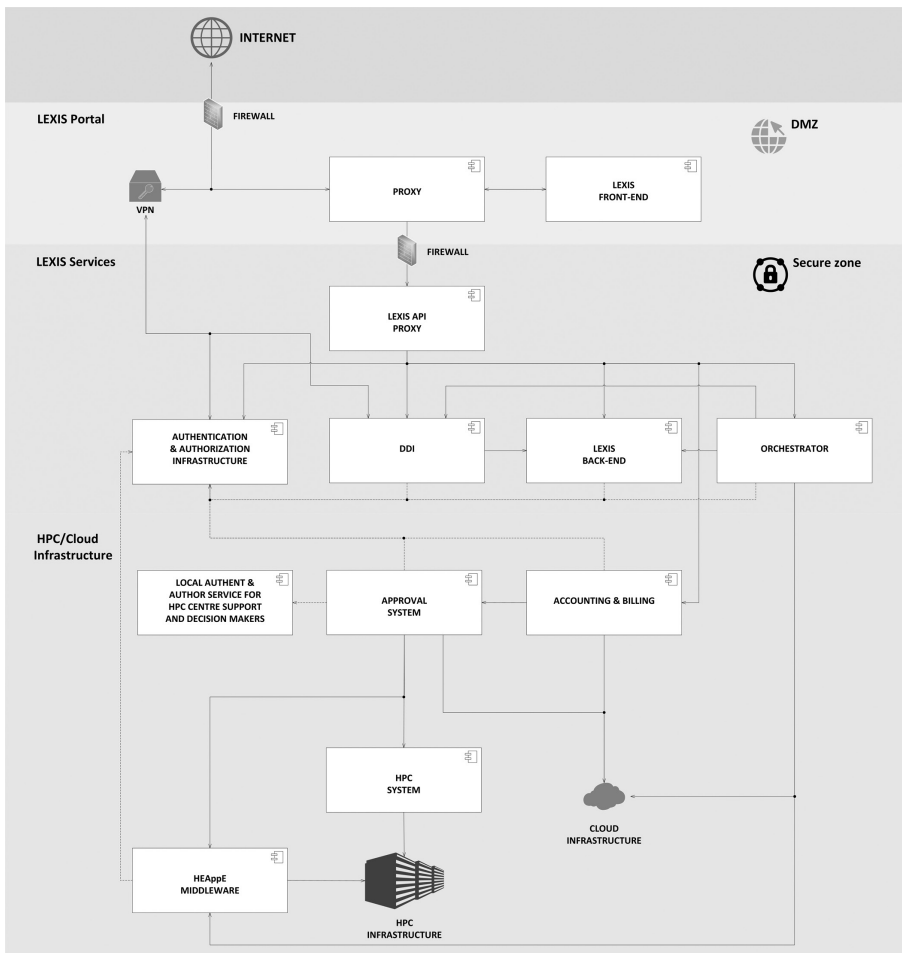 INTERNET
FIREWALL
LEXIS Portal
DMZ
VPN
PROXY
LEXIS
FRONT-END
FIREWALL
LEXIS Services
Secure zone
LEXIS API
PROXY
AUTHENTICATION
& AUTHORIZATION
INFRASTRUCTURE
DDI
LEXIS
BACK-END
ORCHESTRATOR
HPC/Cloud
Infrastructure
LOCAL AUTHENT &
AUTHOR SERVICE FOR
HPC CENTRE SUPPORT
AND DECISION MAKERS
APPROVAL
SYSTEM
ACCOUNTING & BILLING
HPC
SYSTEM
CLOUD
INFRASTRUCTURE
HEAppE
MIDDLEWARE
HPC
INFRASTRUCTURE